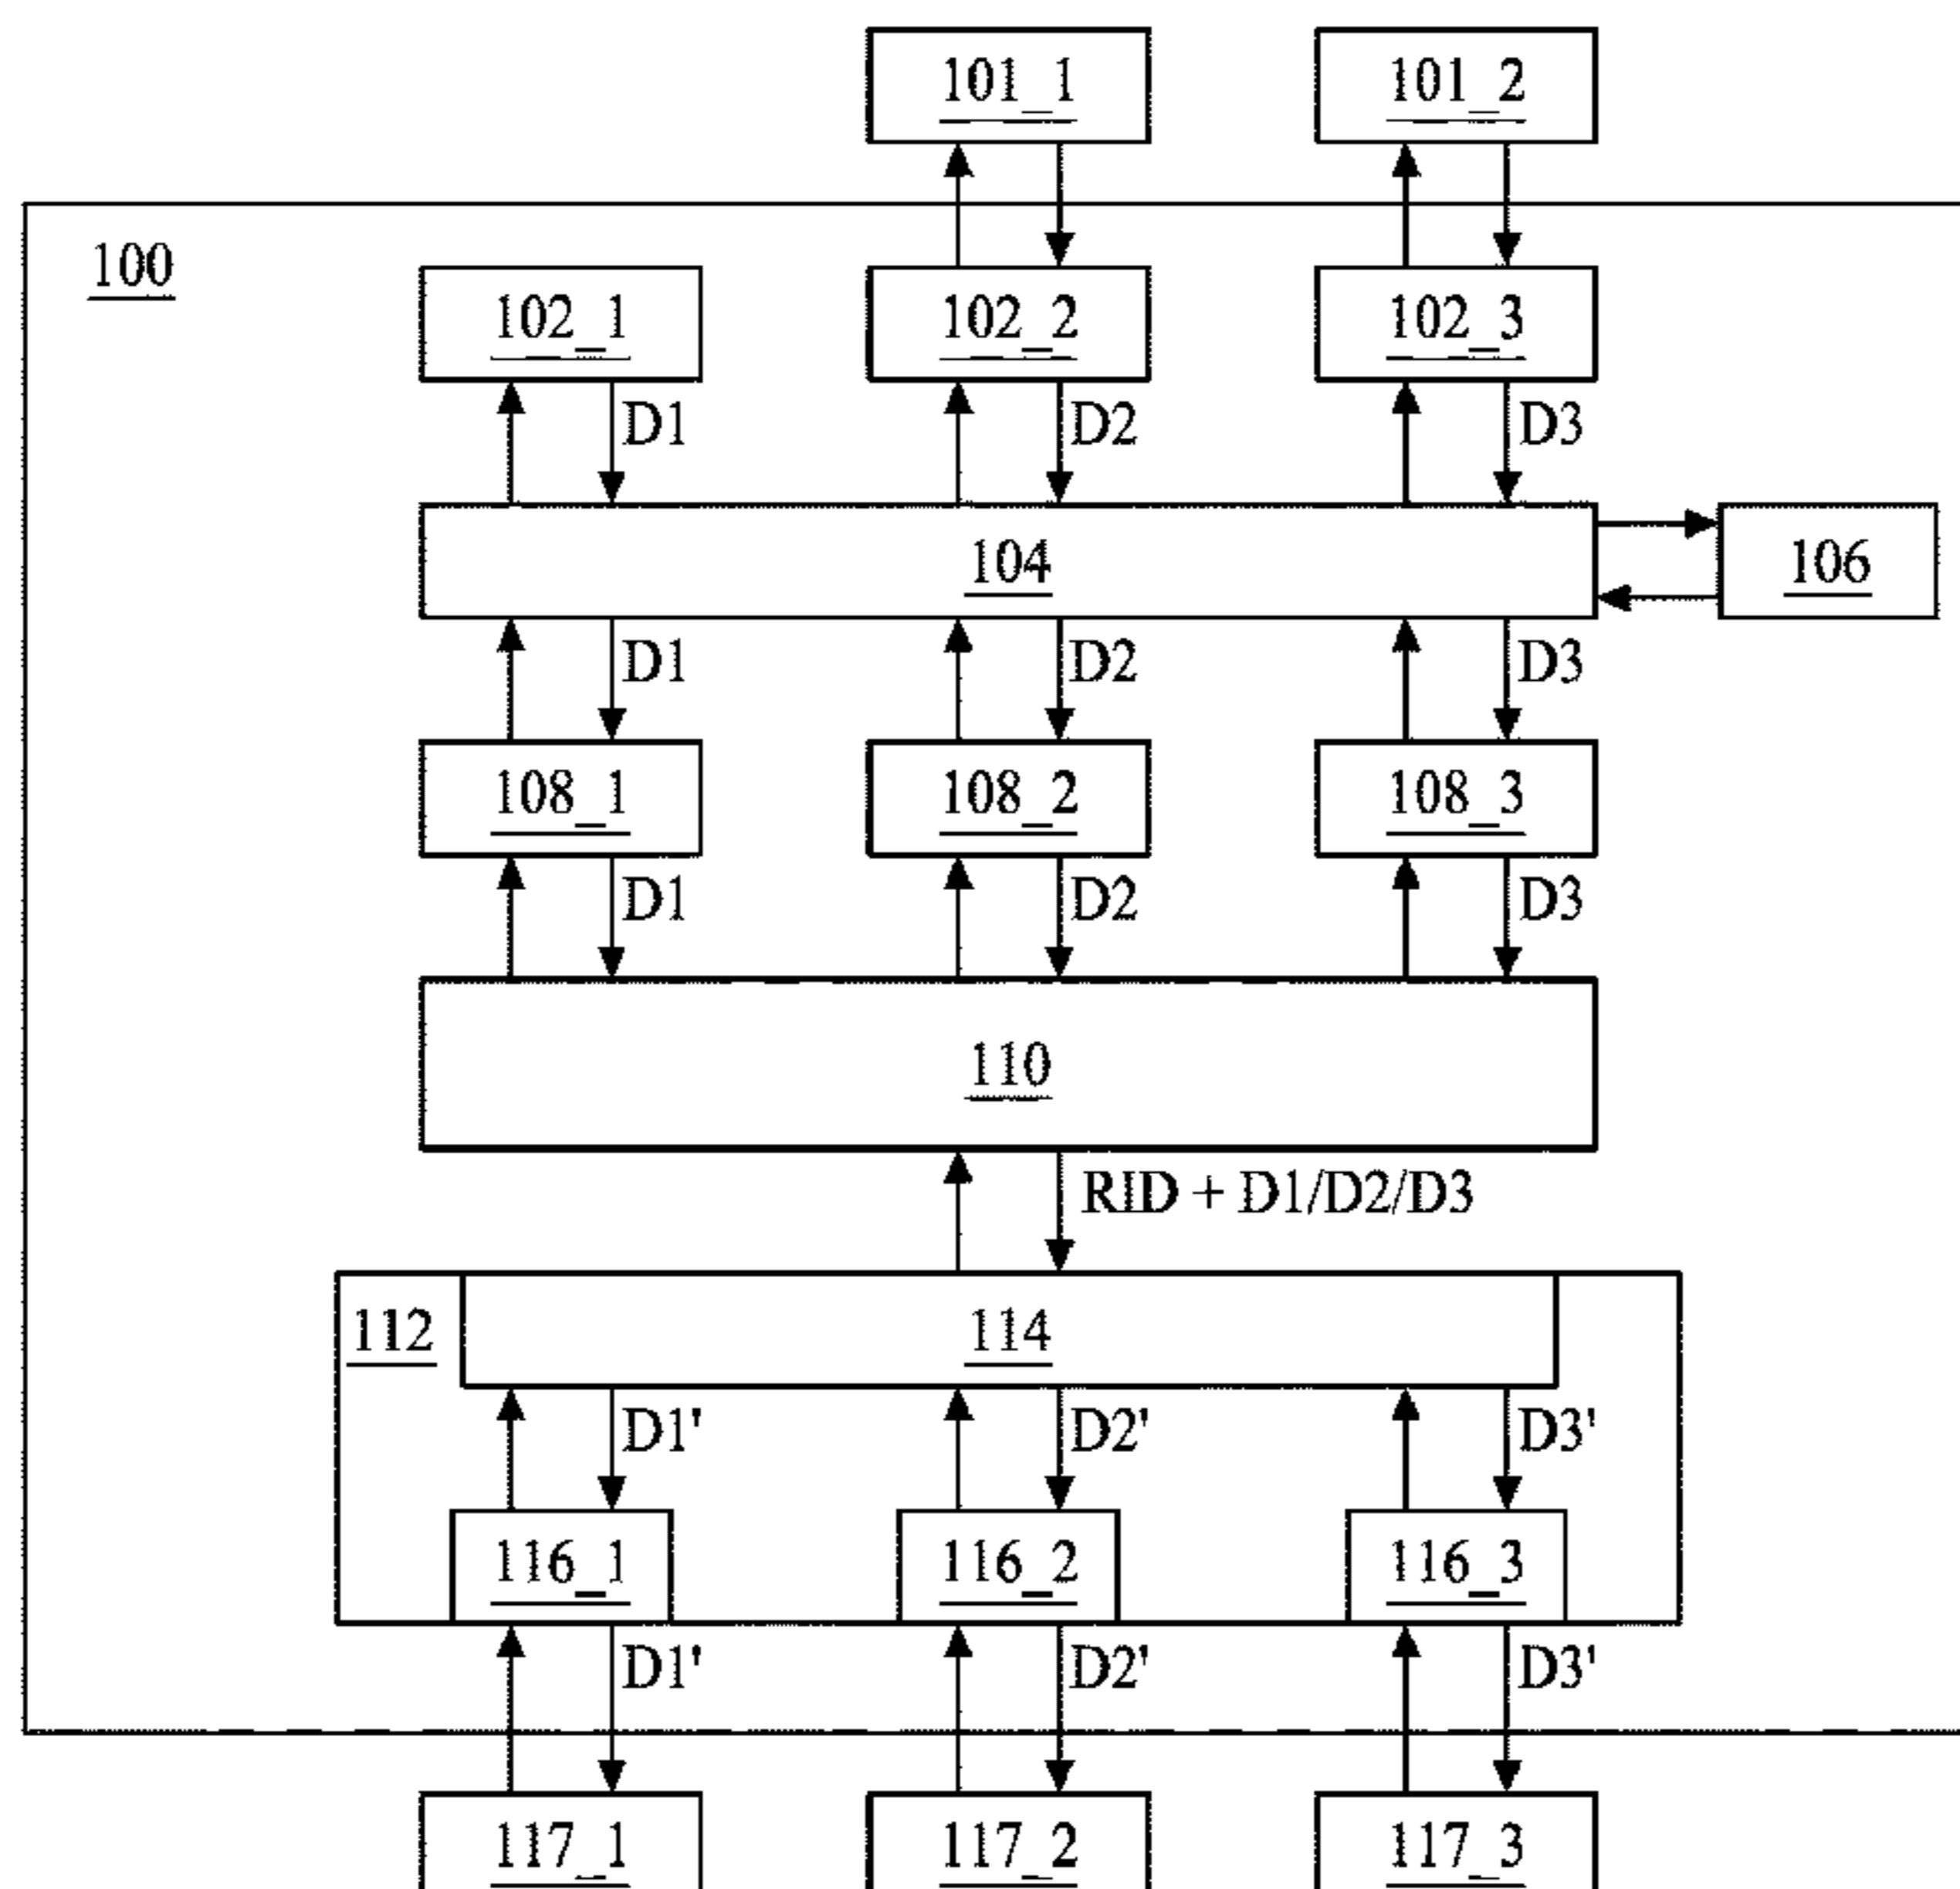 101_1 101_2
100
102_1 102_2 102_3
D1 D2 D3
104 106
D1 D2 D3
108_1 108_2 108_3
D1 D2 D3
110
RID + D1/D2/D3
112 114
D1' D2' D3'
116_1 116_2 116_3
D1' D2' D3'
117_1 117_2 117_3